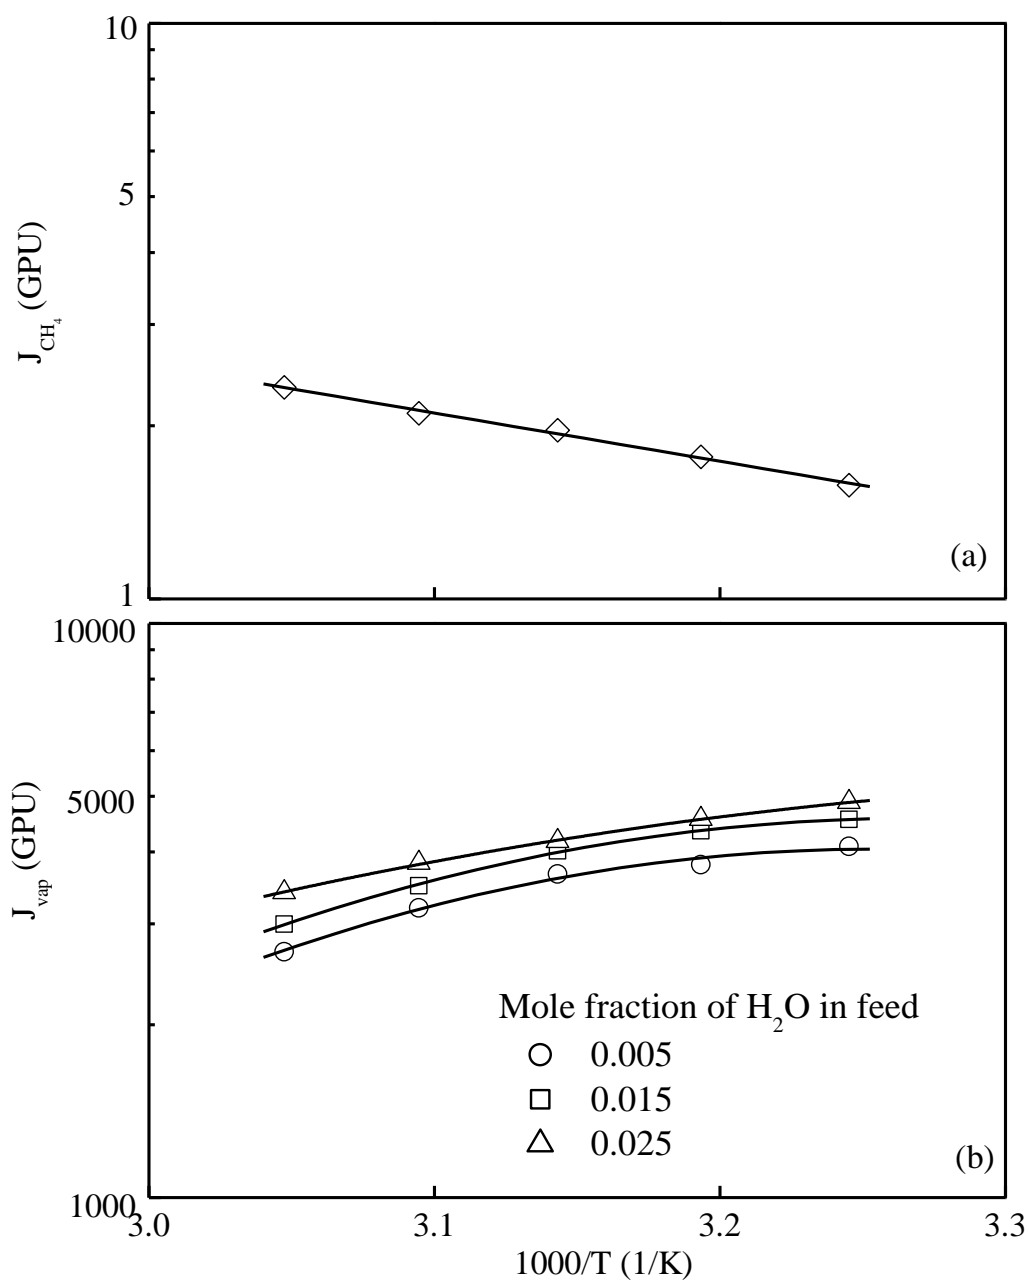 10
5
J_CH₄ (GPU)
(a)
1
10000
5000
J_vap (GPU)
Mole fraction of H₂O in feed
0.005
0.015
0.025
(b)
1000
3.0 3.1 3.2 3.3
1000/T (1/K)